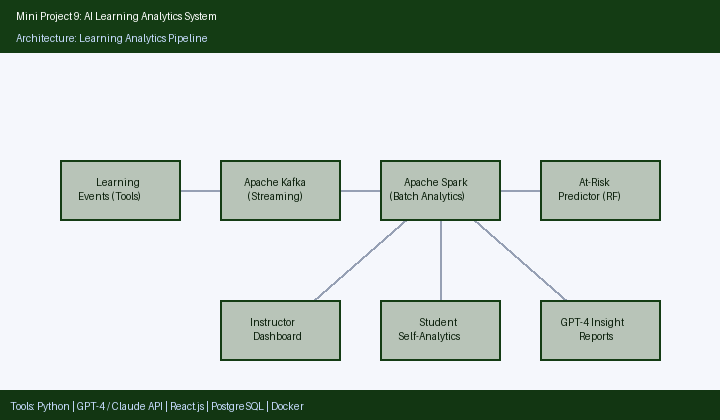 Mini Project 9: AI Learning Analytics System
Architecture: Learning Analytics Pipeline
Learning
Events (Tools)
Apache Kafka
(Streaming)
Apache Spark
(Batch Analytics)
At-Risk
Predictor (RF)
Instructor
Dashboard
Student
Self-Analytics
GPT-4 Insight
Reports
Tools: Python | GPT-4 / Claude API | React.js | PostgreSQL | Docker